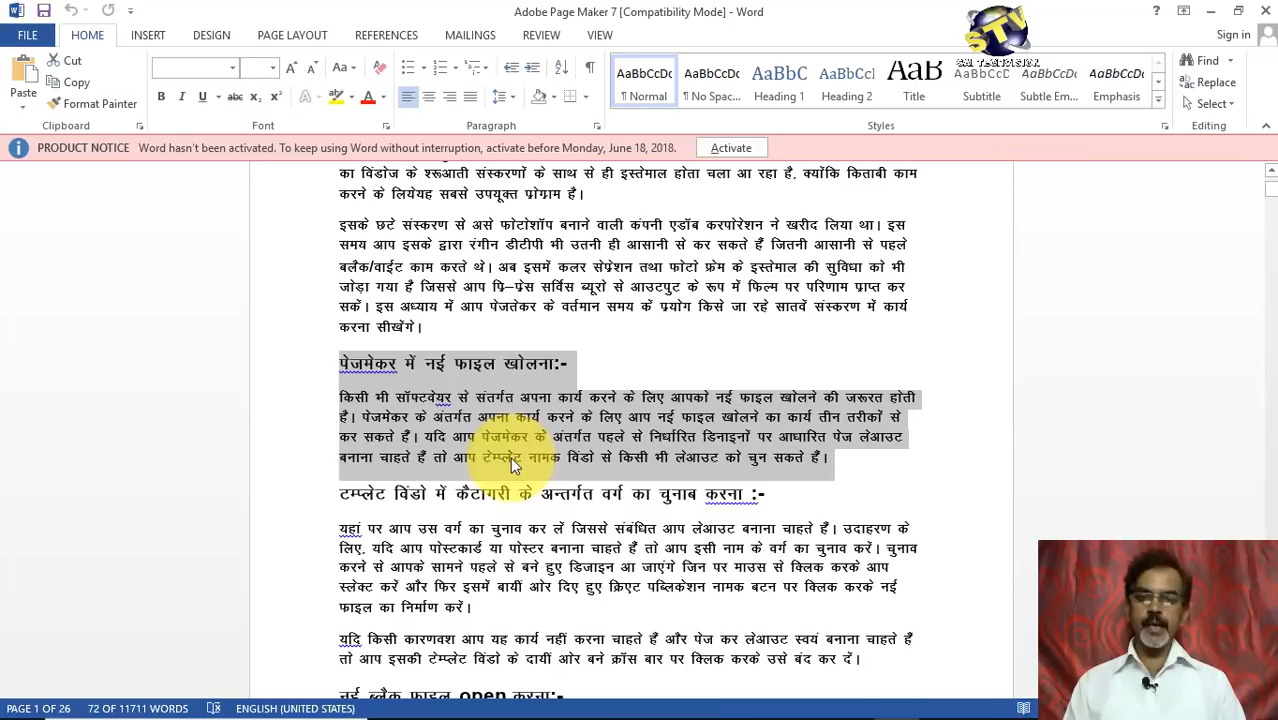 Adobe Page Maker 7 [Compatibility Mode] - Word
STV
FILE HOME INSERT DESIGN PAGE LAYOUT REFERENCES MAILINGS REVIEW VIEW Sign in
Cut
Copy
Format Painter
Paste
Clipboard
Font
Paragraph
AaBbCcDc AaBbCcDc AaBbC AaBbCcD AaB AaBbCcDc AaBbCcDc AaBbCcDc
¶ Normal ¶ No Spac... Heading 1 Heading 2 Title Subtitle Subtle Em... Emphasis
Styles
Find
Replace
Select
Editing
PRODUCT NOTICE Word hasn't been activated. To keep using Word without interruption, activate before Monday, June 18, 2018. Activate
का विंडोज के श्रूआती संस्करणों के साथ से ही इस्तेमाल होता चला आ रहा है, क्योंकि किताबी काम
करने के लियेयह सबसे उपयूक्त प्रोग्राम है।
इसके छटे संस्करण से असे फोटोशॉप बनाने वाली कंपनी एडॉब करपोरेशन ने खरीद लिया था। इस
समय आप इसके द्वारा रंगीन डीटीपी भी उतनी ही आसानी से कर सकते हैं जितनी आसानी से पहले
बलैक/वाईट काम करते थे। अब इसमें कलर सेप्रेशन तथा फोटो फ्रेम के इस्तेमाल की सुविधा को भी
जोड़ा गया है जिससे आप प्रि–प्रेस सर्विस ब्यूरो से आउटपुट के रूप में फिल्म पर परिणाम प्राप्त कर
सकें। इस अध्याय में आप पेजतेकर के वर्तमान समय कें प्रयोग किसे जा रहे सातवें संस्करण में कार्य
करना सीखेंगे।
पेजमेकर में नई फाइल खोलना:-
किसी भी सॉफ्टवेयर से संतर्गत अपना कार्य करने के लिए आपको नई फाइल खोलने की जरूरत होती
है। पेजमेकर के अंतर्गत अपना कार्य करने के लिए आप नई फाइल खोलने का कार्य तीन तरीकों से
कर सकते हैं। यदि आप पेजमेकर के अंतर्गत पहले से निर्धारित डिनाइनों पर आधारित पेज लेआउट
बनाना चाहते हैं तो आप टेम्प्लेट नामक विंडो से किसी भी लेआउट को चुन सकते हैं।
टम्प्लेट विंडो में कैटागरी के अन्तर्गत वर्ग का चुनाब करना :-
यहां पर आप उस वर्ग का चुनाव कर लें जिससे संबंधित आप लेआउट बनाना चाहते हैं। उदाहरण के
लिए, यदि आप पोस्टकार्ड या पोस्टर बनाना चाहते हैं तो आप इसी नाम के वर्ग का चुनाव करें। चुनाव
करने से आपके सामने पहले से बने हुए डिजाइन आ जाएंगे जिन पर माउस से क्लिक करके आप
स्लेक्ट करें और फिर इसमें बायीं ओर दिए हुए क्रिएट पब्लिकेशन नामक बटन पर क्लिक करके नई
फाइल का निर्माण करें।
यदि किसी कारणवश आप यह कार्य नहीं करना चाहते हैं और पेज कर लेआउट स्वयं बनाना चाहते हैं
तो आप इसकी टेम्प्लेट विंडो के दायीं ओर बने क्रॉस बार पर क्लिक करके उसे बंद कर दें।
नई ब्लैक फाइल open करना:-
PAGE 1 OF 26 72 OF 11711 WORDS ENGLISH (UNITED STATES)